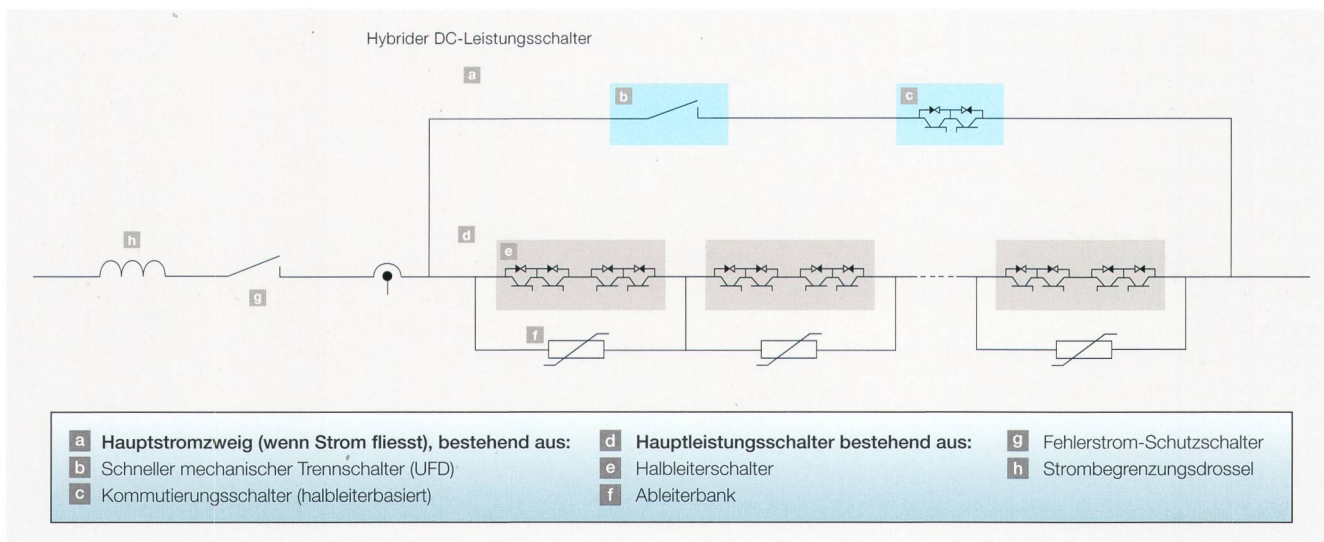 Hybrider DC-Leistungsschalter
a
b
c
h
d
e
g
f
a Hauptstromzweig (wenn Strom fliesst), bestehend aus:
b Schneller mechanischer Trennschalter (UFD)
c Kommutierungsschalter (halbleiterbasiert)
d Hauptleistungsschalter bestehend aus:
e Halbleiterschalter
f Ableiterbank
g Fehlerstrom-Schutzschalter
h Strombegrenzungsdrossel